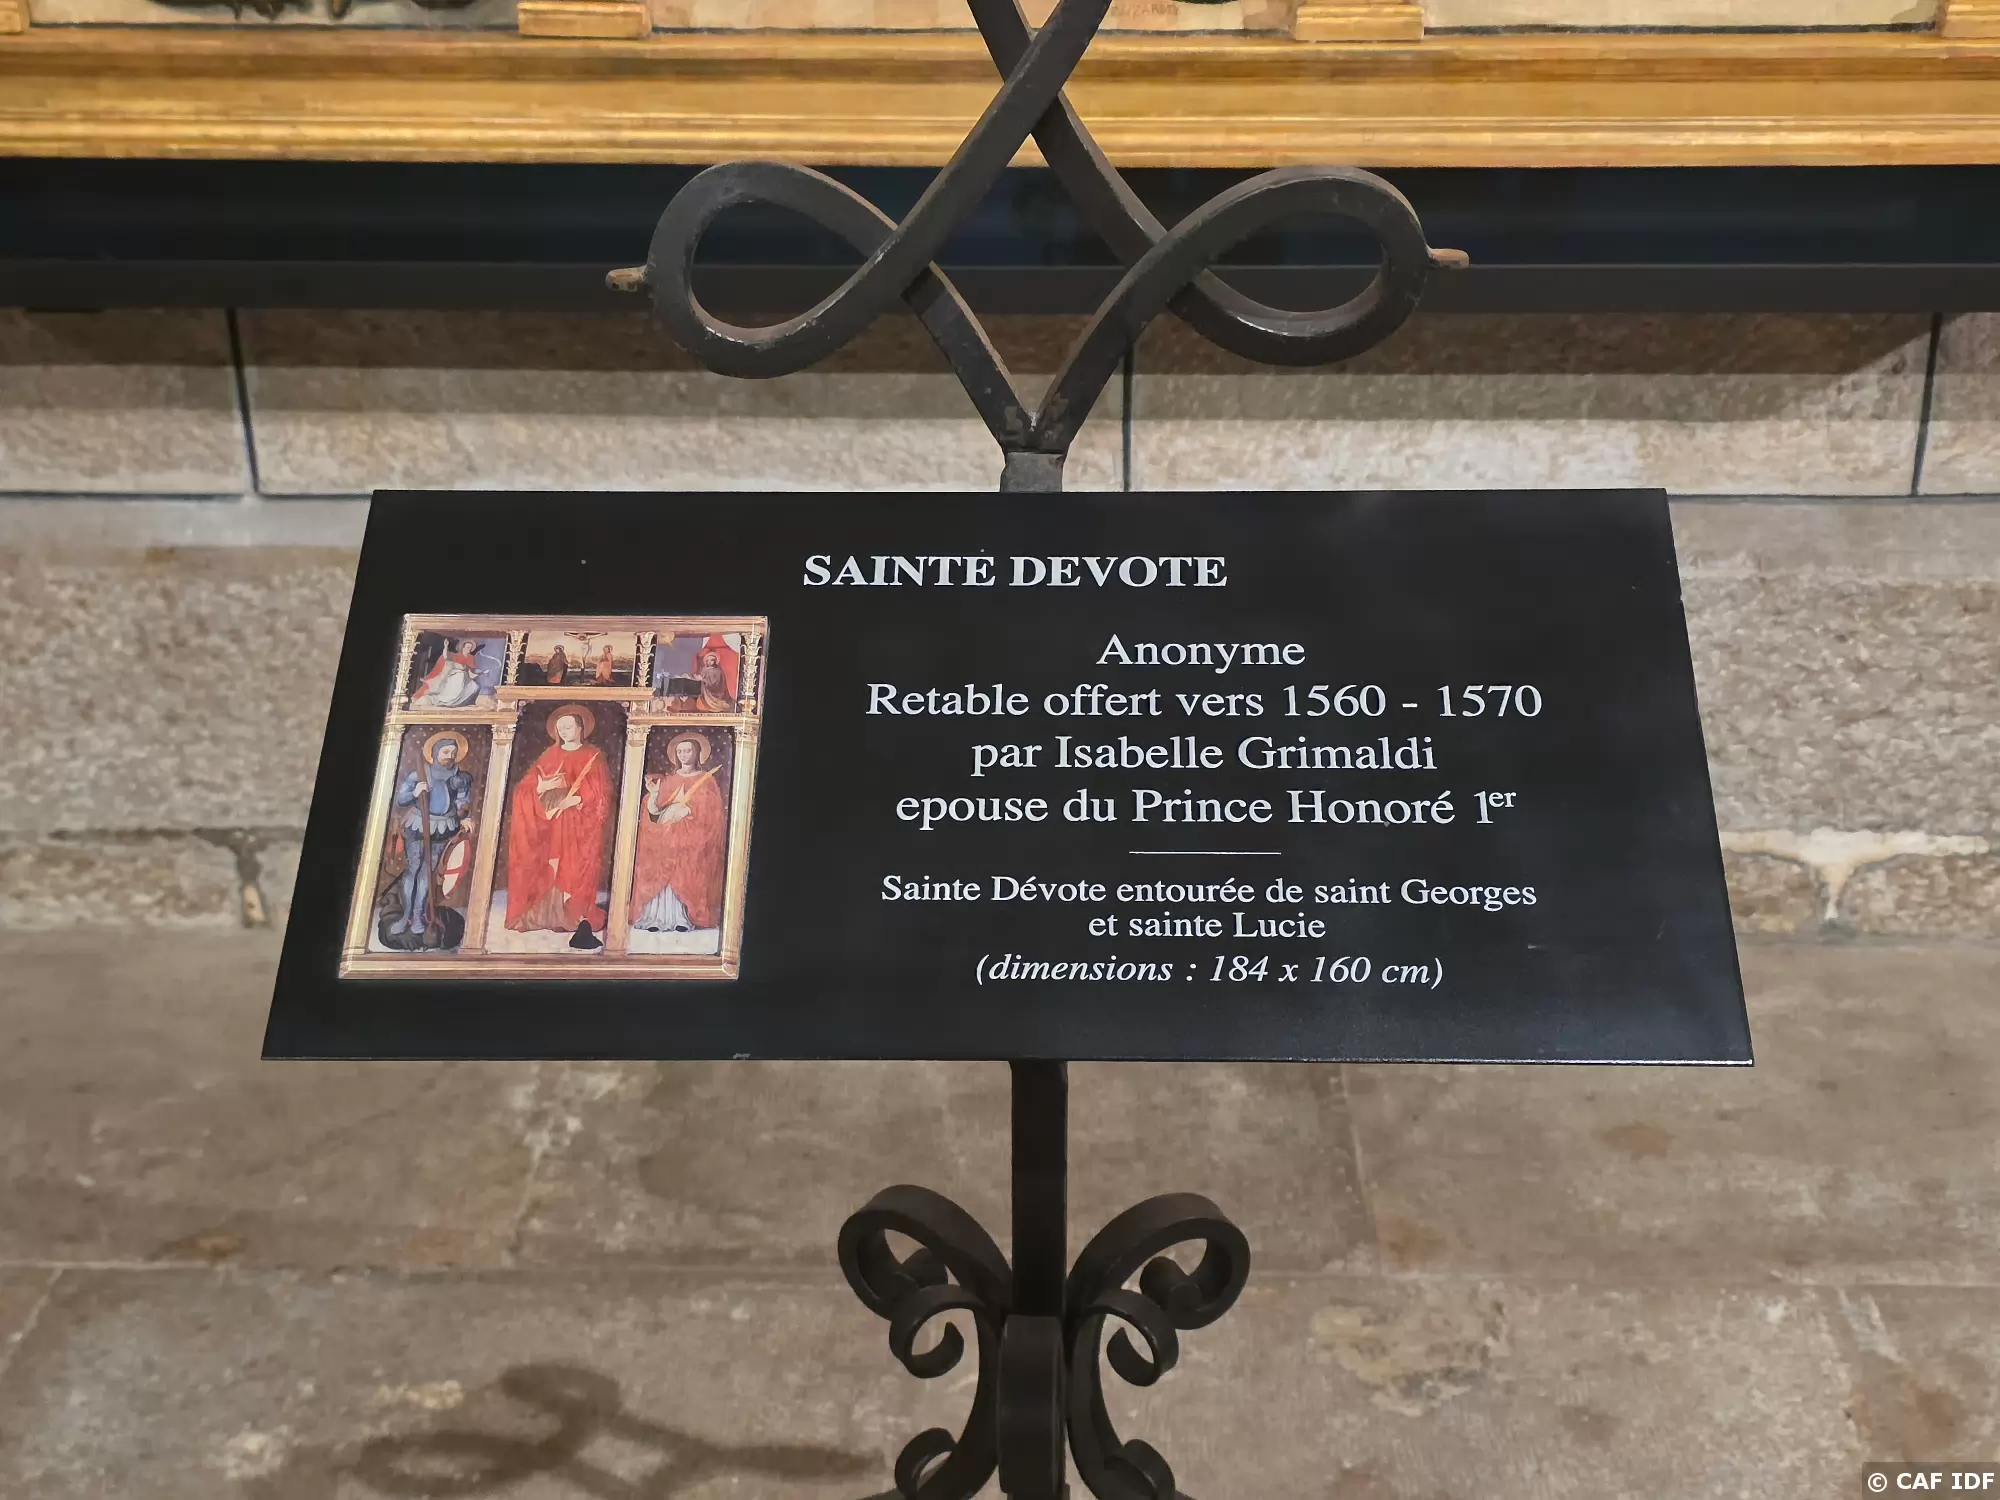 SAINTE DEVOTE
Anonyme
Retable offert vers 1560 - 1570
par Isabelle Grimaldi
epouse du Prince Honoré 1er
Sainte Dévote entourée de saint Georges
et sainte Lucie
(dimensions : 184 x 160 cm)
© CAF IDF